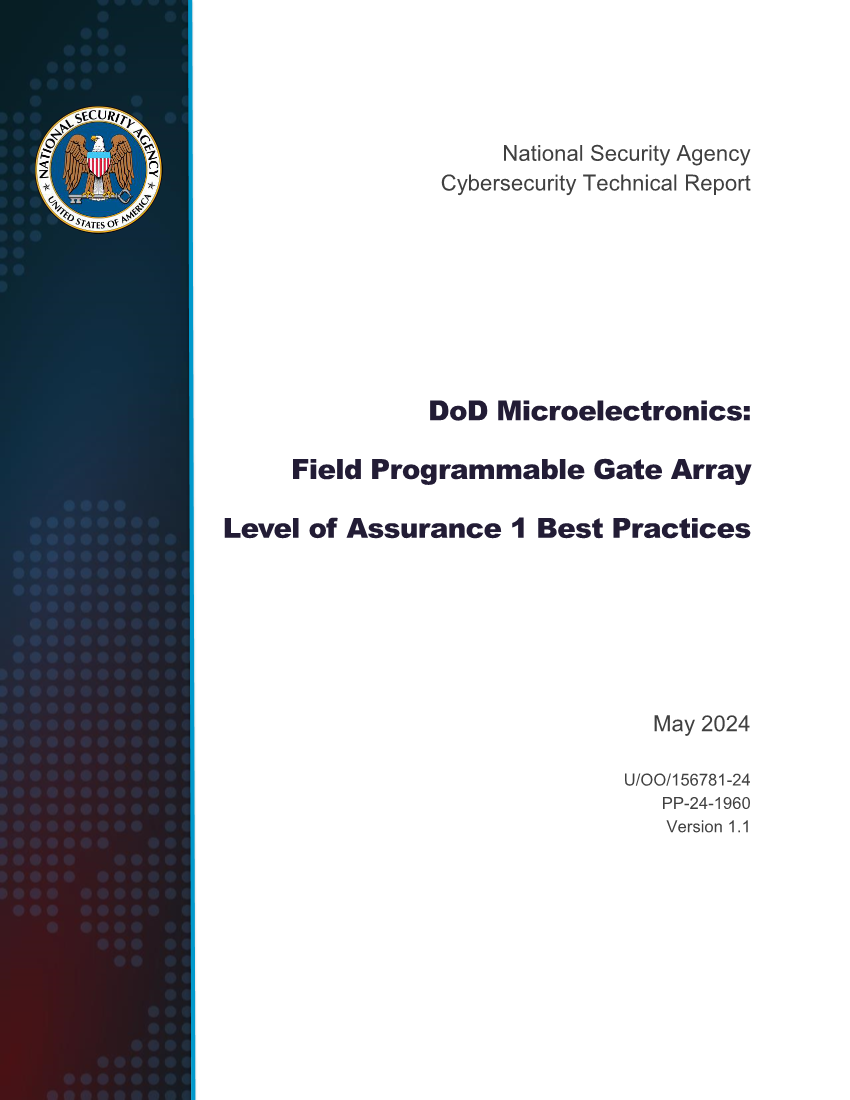 NATIONAL SECURITY AGENCY
UNITED STATES OF AMERICA
National Security Agency
Cybersecurity Technical Report
DoD Microelectronics:
Field Programmable Gate Array
Level of Assurance 1 Best Practices
May 2024
U/OO/156781-24
PP-24-1960
Version 1.1